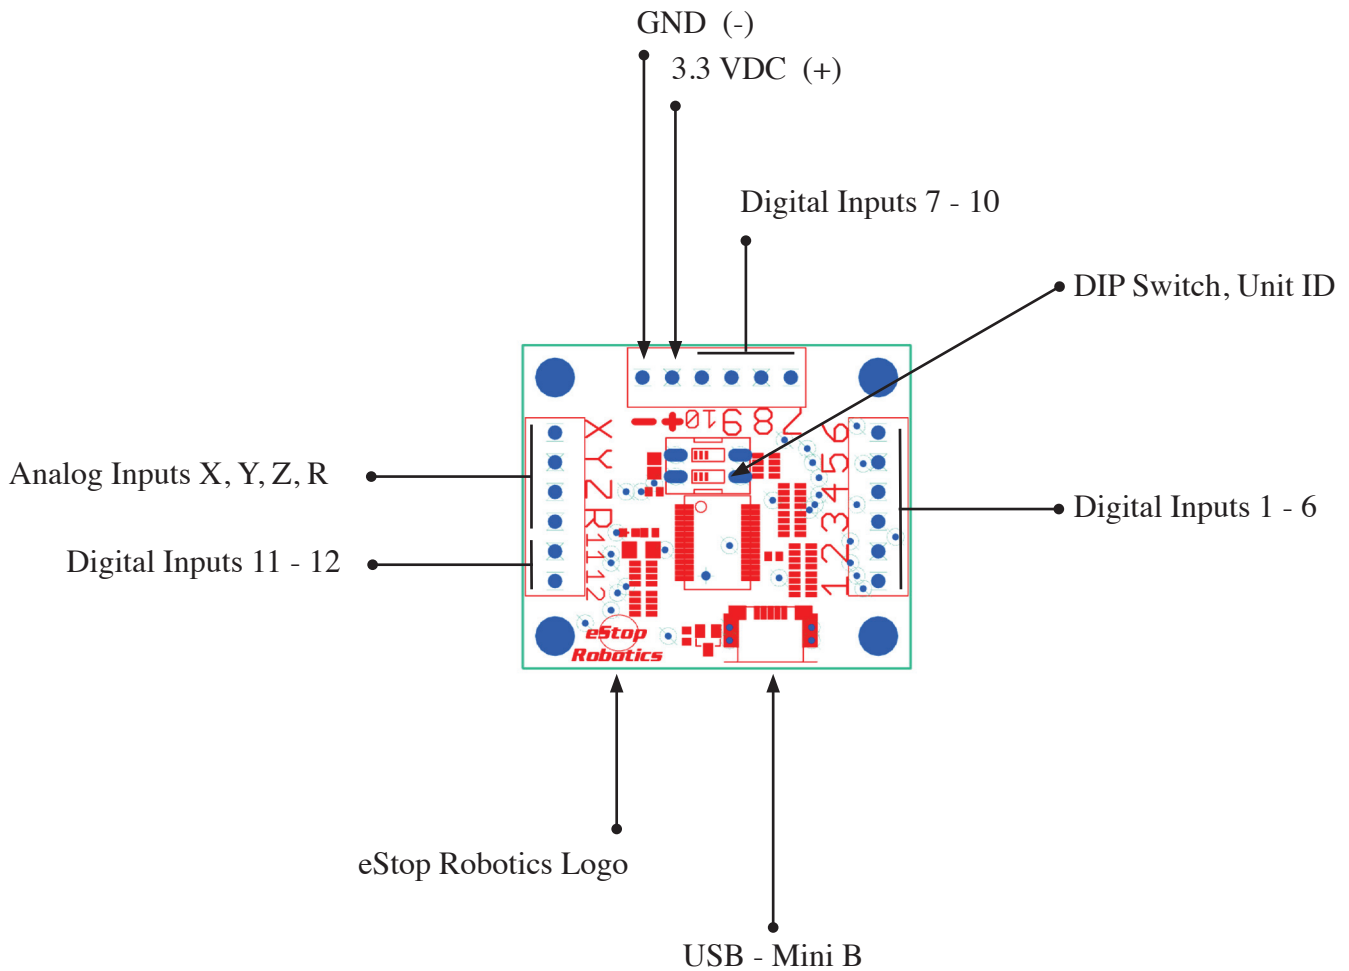 GND (-)
3.3 VDC (+)
Digital Inputs 7 - 10
DIP Switch, Unit ID
- + 10 9 8 7
X
Y
Z
R
11
12
6
5
4
3
2
1
Analog Inputs X, Y, Z, R
Digital Inputs 1 - 6
Digital Inputs 11 - 12
eStop
Robotics
eStop Robotics Logo
USB - Mini B